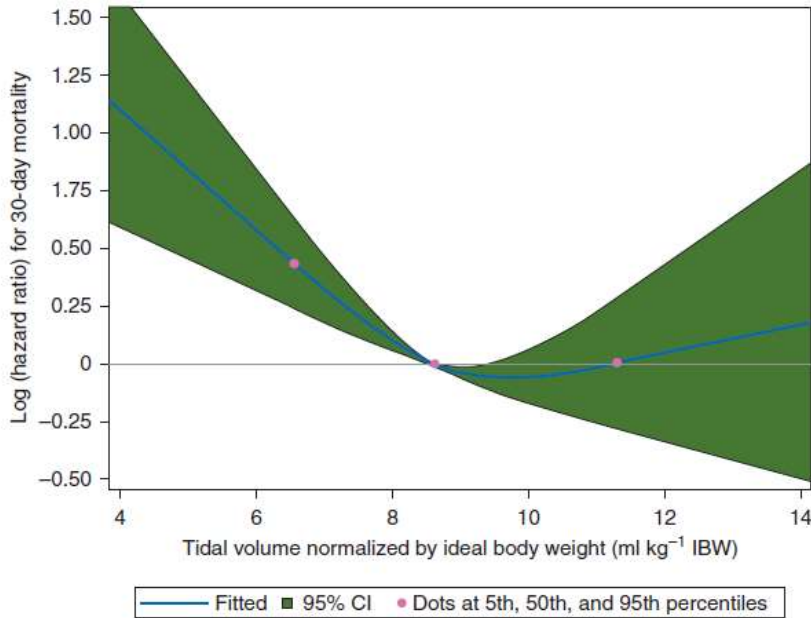 Log (hazard ratio) for 30-day mortality
1.50
1.25
1.00
1.75
0.50
0.25
0
−0.25
−0.50
4 6 8 10 12 14
Tidal volume normalized by ideal body weight (ml kg⁻¹ IBW)
Fitted 95% CI Dots at 5th, 50th, and 95th percentiles